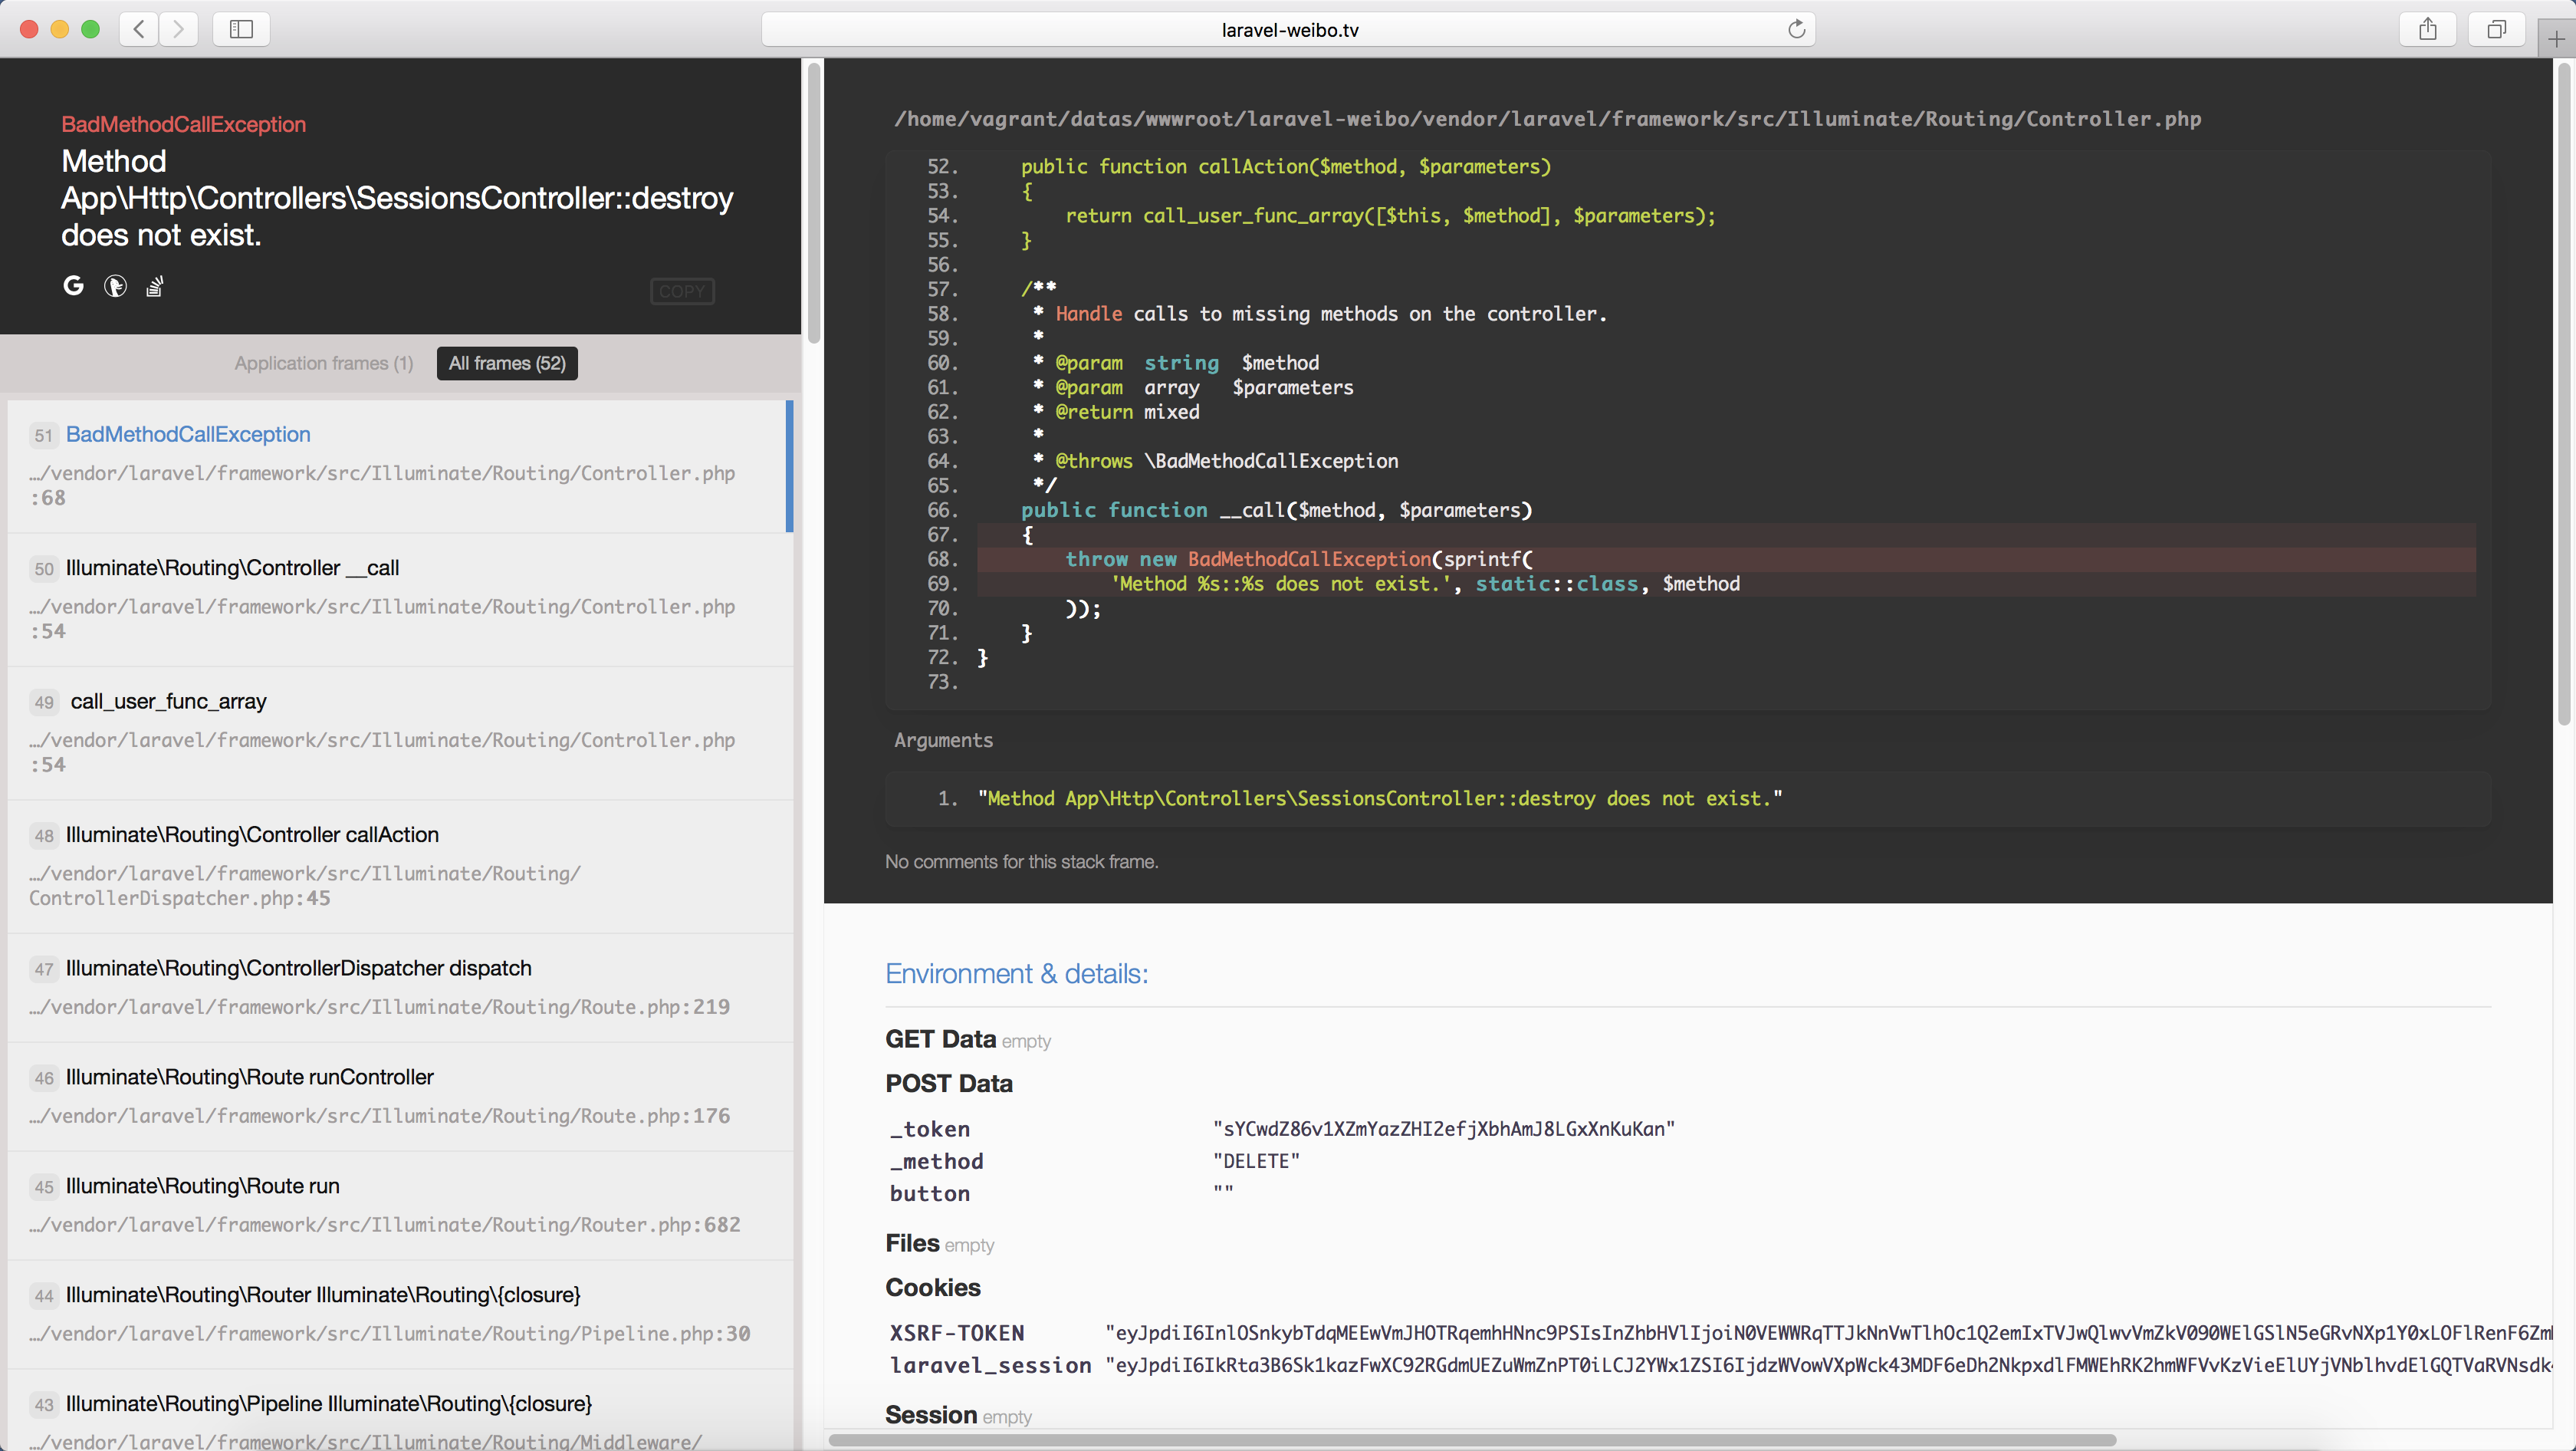 laravel-weibo.tv
BadMethodCallException
Method
App\Http\Controllers\SessionsController::destroy
does not exist.
COPY
Application frames (1)
All frames (52)
51 BadMethodCallException
…/vendor/laravel/framework/src/Illuminate/Routing/Controller.php
:68
50 Illuminate\Routing\Controller __call
…/vendor/laravel/framework/src/Illuminate/Routing/Controller.php
:54
49 call_user_func_array
…/vendor/laravel/framework/src/Illuminate/Routing/Controller.php
:54
48 Illuminate\Routing\Controller callAction
…/vendor/laravel/framework/src/Illuminate/Routing/
ControllerDispatcher.php:45
47 Illuminate\Routing\ControllerDispatcher dispatch
…/vendor/laravel/framework/src/Illuminate/Routing/Route.php:219
46 Illuminate\Routing\Route runController
…/vendor/laravel/framework/src/Illuminate/Routing/Route.php:176
45 Illuminate\Routing\Route run
…/vendor/laravel/framework/src/Illuminate/Routing/Router.php:682
44 Illuminate\Routing\Router Illuminate\Routing\{closure}
…/vendor/laravel/framework/src/Illuminate/Routing/Pipeline.php:30
43 Illuminate\Routing\Pipeline Illuminate\Routing\{closure}
…/vendor/laravel/framework/src/Illuminate/Routing/Middleware/
/home/vagrant/datas/wwwroot/laravel-weibo/vendor/laravel/framework/src/Illuminate/Routing/Controller.php
52. public function callAction($method, $parameters)
53. {
54. return call_user_func_array([$this, $method], $parameters);
55. }
56.
57. /**
58. * Handle calls to missing methods on the controller.
59. *
60. * @param string $method
61. * @param array $parameters
62. * @return mixed
63. *
64. * @throws \BadMethodCallException
65. */
66. public function __call($method, $parameters)
67. {
68. throw new BadMethodCallException(sprintf(
69. 'Method %s::%s does not exist.', static::class, $method
70. ));
71. }
72. }
73.
Arguments
1. "Method App\Http\Controllers\SessionsController::destroy does not exist."
No comments for this stack frame.
Environment & details:
GET Data empty
POST Data
_token "sYCwdZ86v1XZmYazZHI2efjXbhAmJ8LGxXnKuKan"
_method "DELETE"
button ""
Files empty
Cookies
XSRF-TOKEN
laravel_session
Session empty